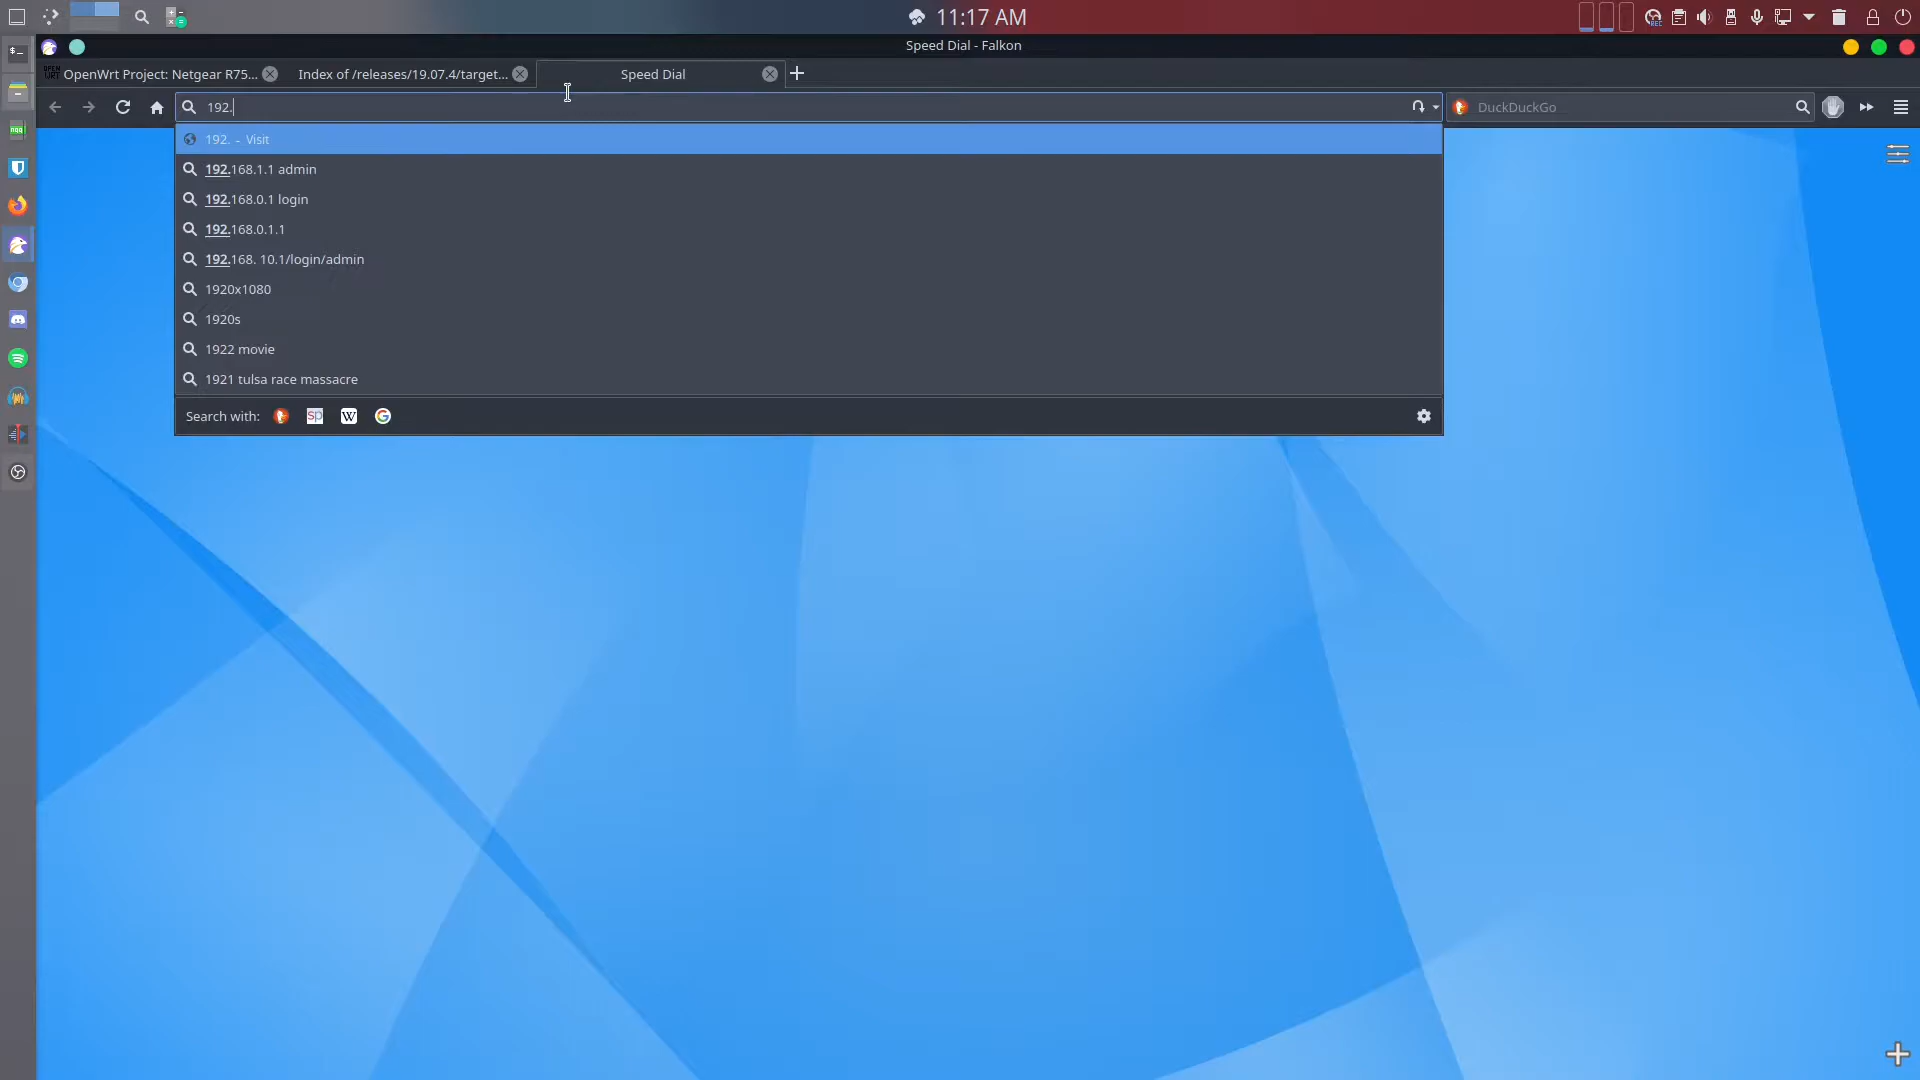 11:17 AM
Speed Dial - Falkon
OpenWrt Project: Netgear R75...
Index of /releases/19.07.4/target...
Speed Dial
192.
DuckDuckGo
192. - Visit
192.168.1.1 admin
192.168.0.1 login
192.168.0.1.1
192.168. 10.1/login/admin
1920x1080
1920s
1922 movie
1921 tulsa race massacre
Search with: